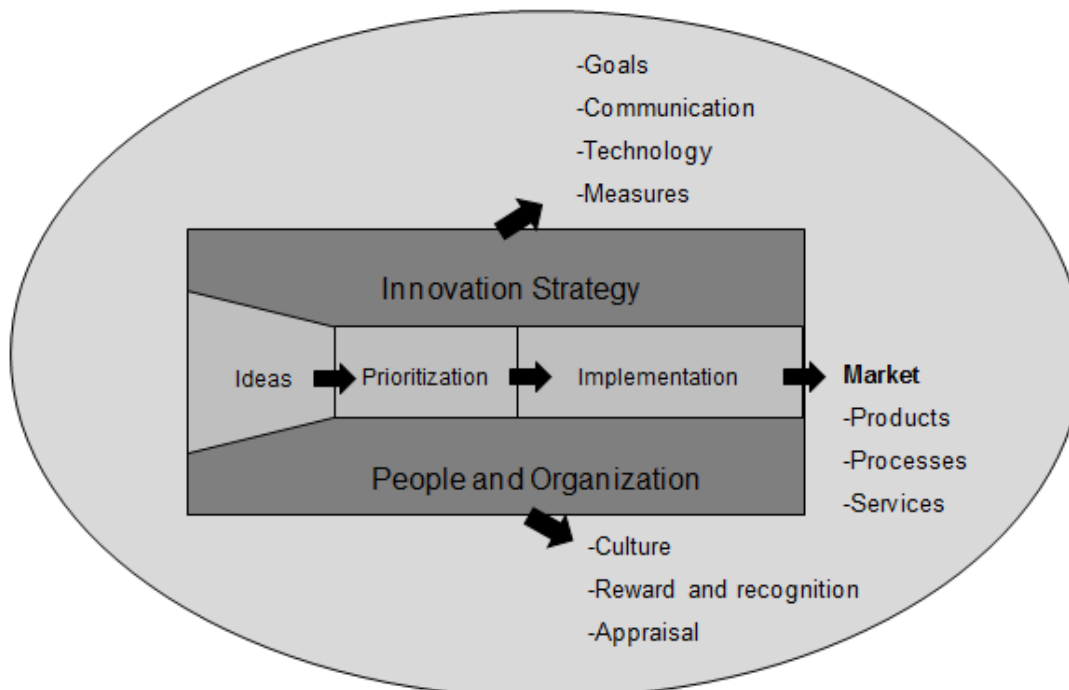 -Goals
-Communication
-Technology
-Measures
Innovation Strategy
Ideas
Prioritization
Implementation
Market
-Products
-Processes
-Services
People and Organization
-Culture
-Reward and recognition
-Appraisal